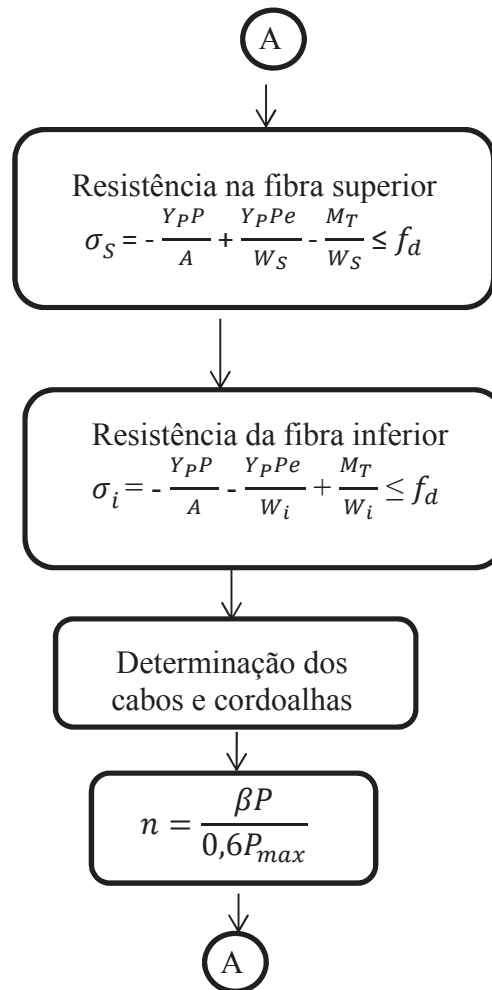 A
Resistência na fibra superior
σ_S = - Y_P P / A + Y_P Pe / W_S - M_T / W_S ≤ f_d
Resistência da fibra inferior
σ_i = - Y_P P / A - Y_P Pe / W_i + M_T / W_i ≤ f_d
Determinação dos
cabos e cordoalhas
n = βP / 0,6P_max
A